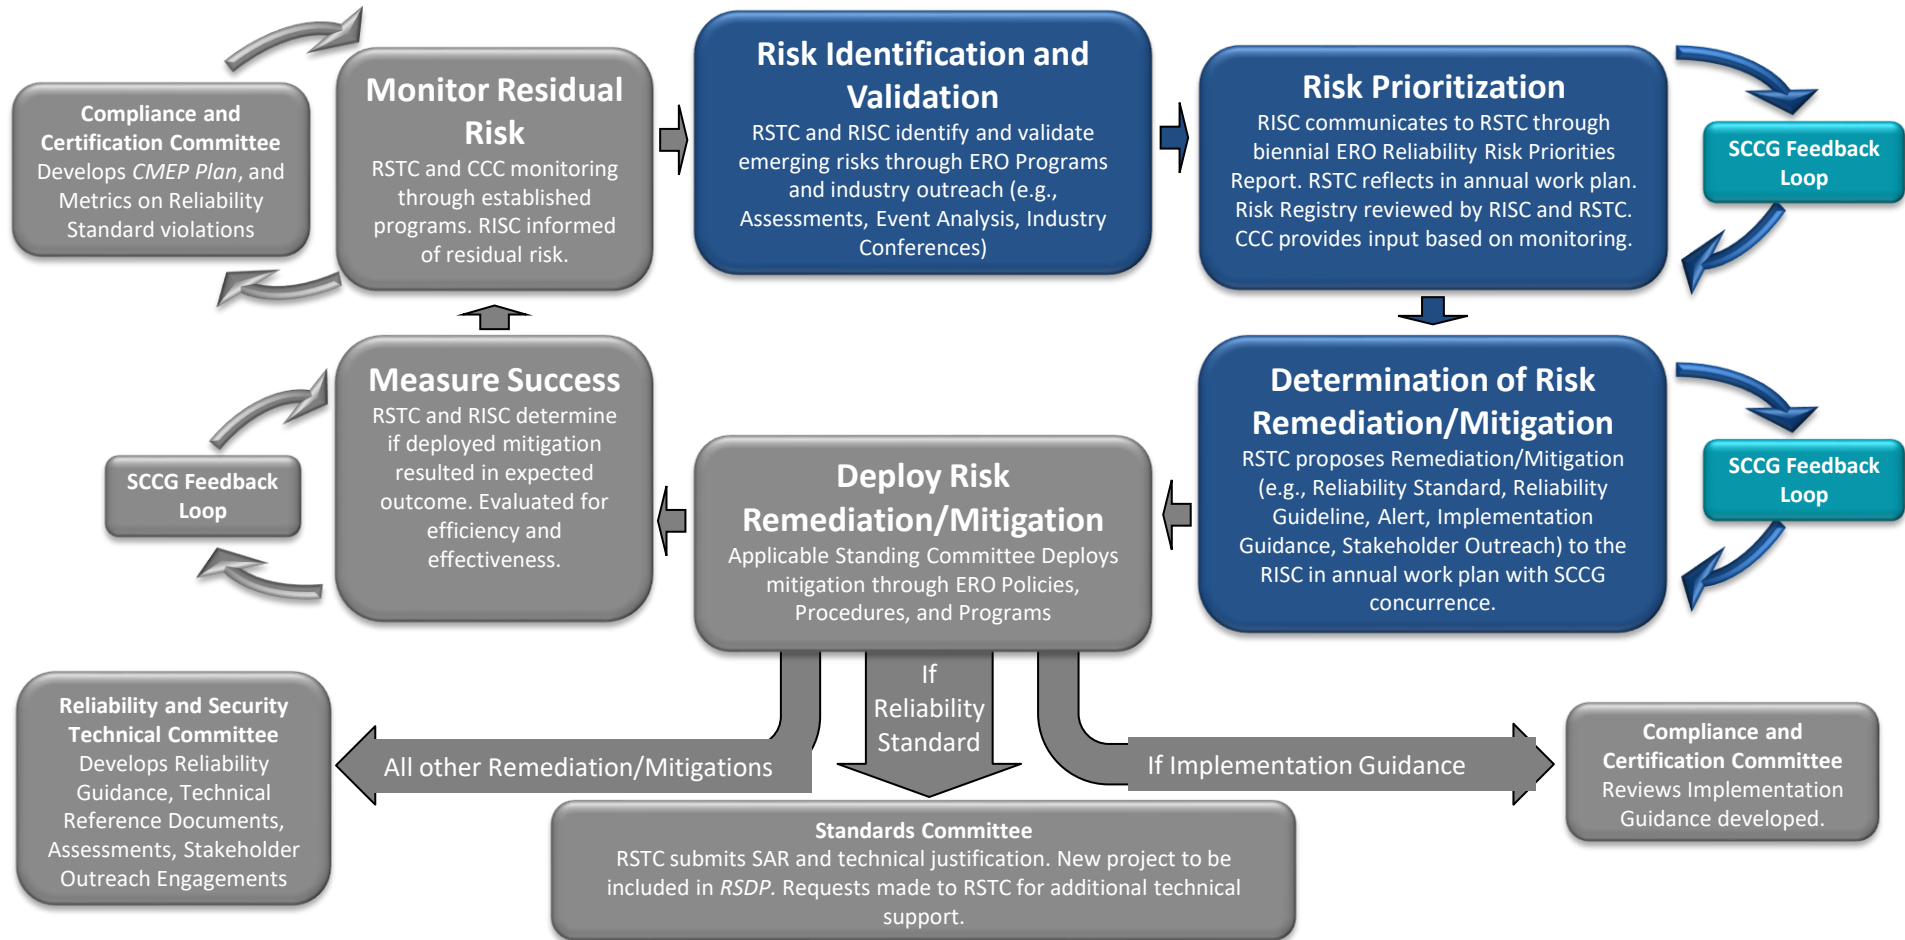 Compliance and
Certification Committee
Develops CMEP Plan, and
Metrics on Reliability
Standard violations
Monitor Residual
Risk
RSTC and CCC monitoring
through established
programs. RISC informed
of residual risk.
Risk Identification and
Validation
RSTC and RISC identify and validate
emerging risks through ERO Programs
and industry outreach (e.g.,
Assessments, Event Analysis, Industry
Conferences)
Risk Prioritization
RISC communicates to RSTC through
biennial ERO Reliability Risk Priorities
Report. RSTC reflects in annual work plan.
Risk Registry reviewed by RISC and RSTC.
CCC provides input based on monitoring.
SCCG Feedback
Loop
SCCG Feedback
Loop
Measure Success
RSTC and RISC determine
if deployed mitigation
resulted in expected
outcome. Evaluated for
efficiency and
effectiveness.
Deploy Risk
Remediation/Mitigation
Applicable Standing Committee Deploys
mitigation through ERO Policies,
Procedures, and Programs
Determination of Risk
Remediation/Mitigation
RSTC proposes Remediation/Mitigation
(e.g., Reliability Standard, Reliability
Guideline, Alert, Implementation
Guidance, Stakeholder Outreach) to the
RISC in annual work plan with SCCG
concurrence.
SCCG Feedback
Loop
Reliability and Security
Technical Committee
Develops Reliability
Guidance, Technical
Reference Documents,
Assessments, Stakeholder
Outreach Engagements
All other Remediation/Mitigations
If
Reliability
Standard
If Implementation Guidance
Compliance and
Certification Committee
Reviews Implementation
Guidance developed.
Standards Committee
RSTC submits SAR and technical justification. New project to be
included in RSDP. Requests made to RSTC for additional technical
support.